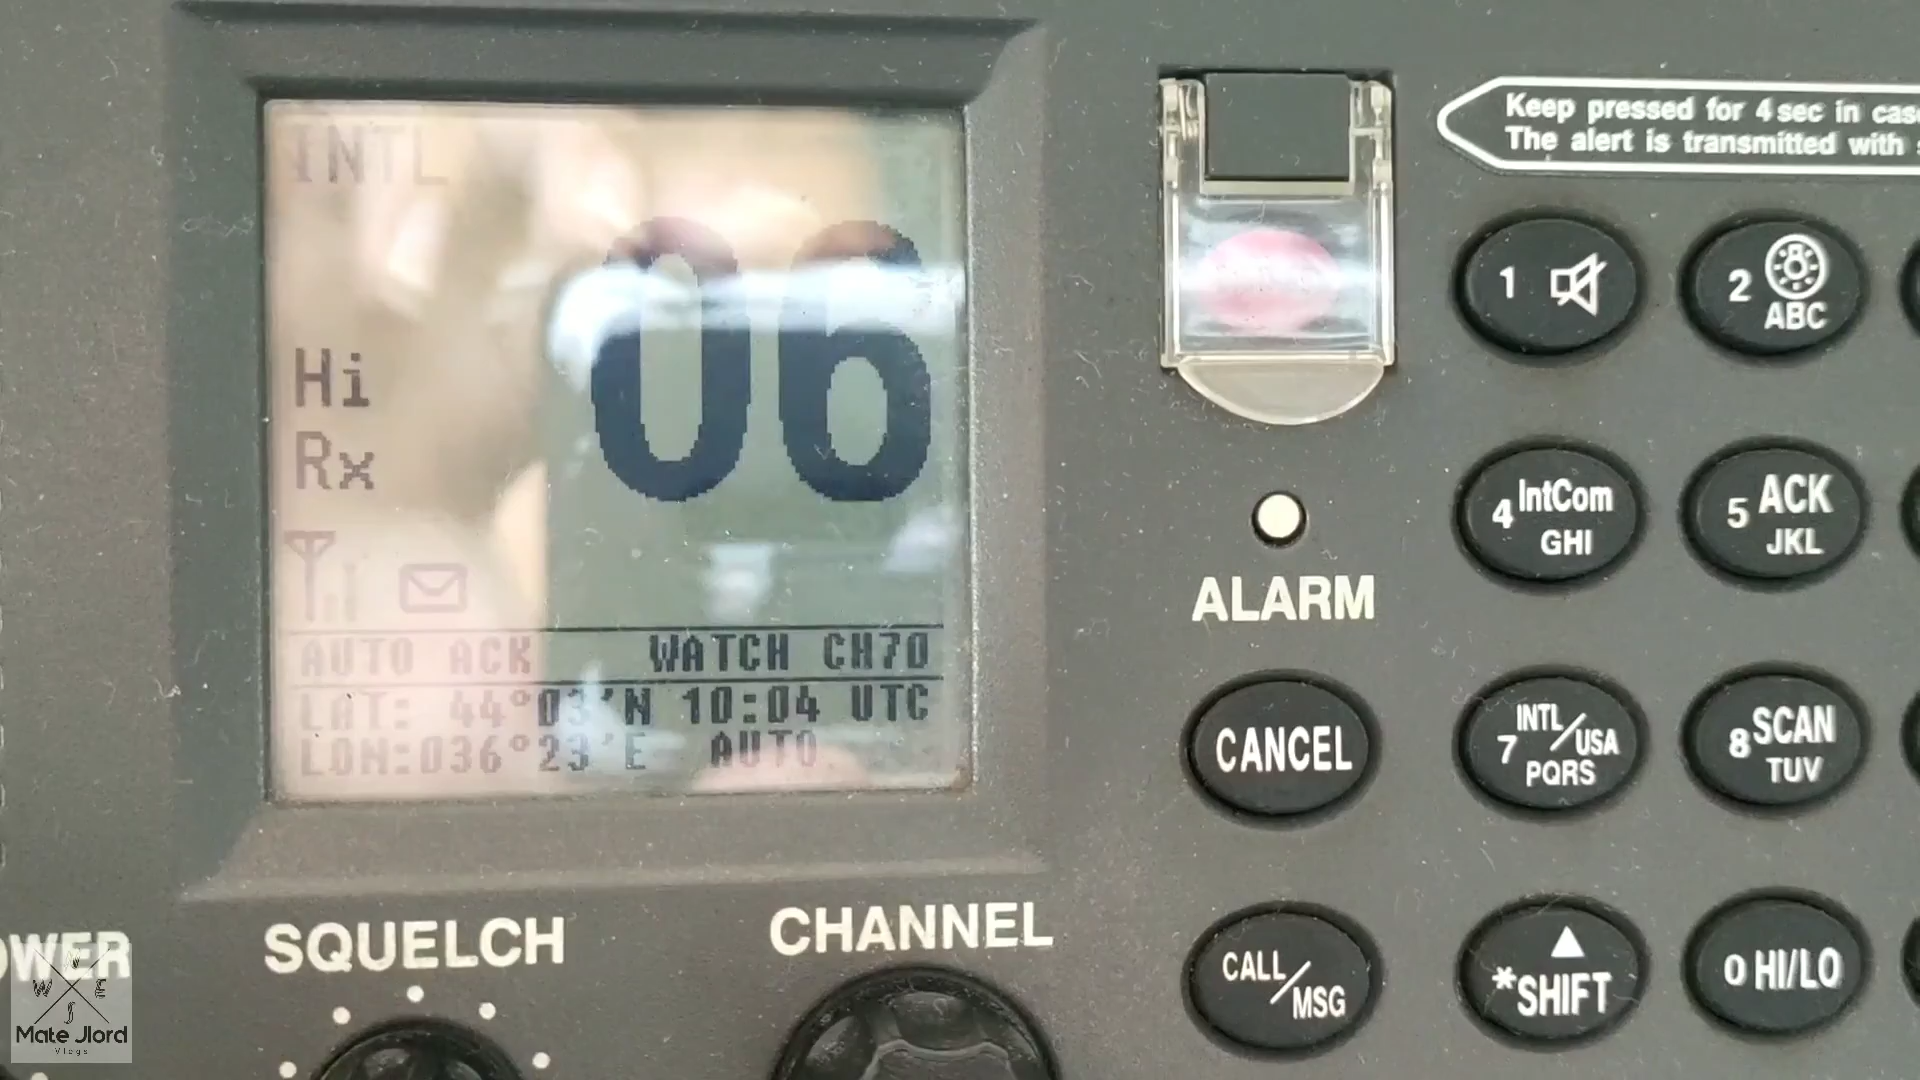 INTL
06
Hi
Rx
AUTO ACK WATCH CH70
LAT: 44°03'N 10:04 UTC
LON:036°23'E AUTO
Keep pressed for 4 sec in
The alert is transmitted with
1
2 ABC
4 IntCom GHI
5 ACK JKL
ALARM
CANCEL
7 INTL/USA PQRS
8 SCAN TUV
CALL/MSG
*SHIFT
0 HI/LO
SQUELCH
CHANNEL
N
W E
S
Mate Jlord
Vlogs